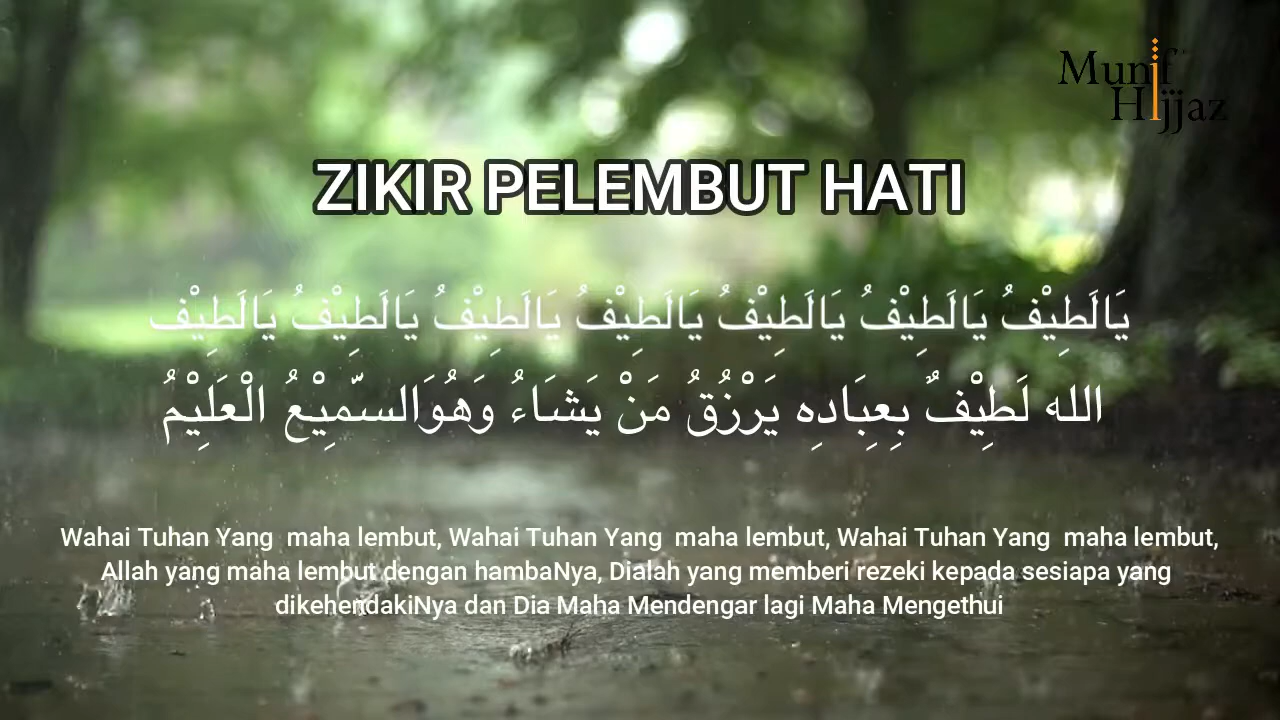 Munif
Hijjaz
ZIKIR PELEMBUT HATI
يَالَطِيْفُ يَالَطِيْفُ يَالَطِيْفُ يَالَطِيْفُ يَالَطِيْفُ يَالَطِيْفُ يَالَطِيْف
الله لَطِيْفٌ بِعِبَادِهِ يَرْزُقُ مَنْ يَشَاءُ وَهُوَالسَّمِيْعُ الْعَلِيْمُ
Wahai Tuhan Yang maha lembut, Wahai Tuhan Yang maha lembut, Wahai Tuhan Yang maha lembut,
Allah yang maha lembut dengan hambaNya, Dialah yang memberi rezeki kepada sesiapa yang
dikehendakiNya dan Dia Maha Mendengar lagi Maha Mengethui